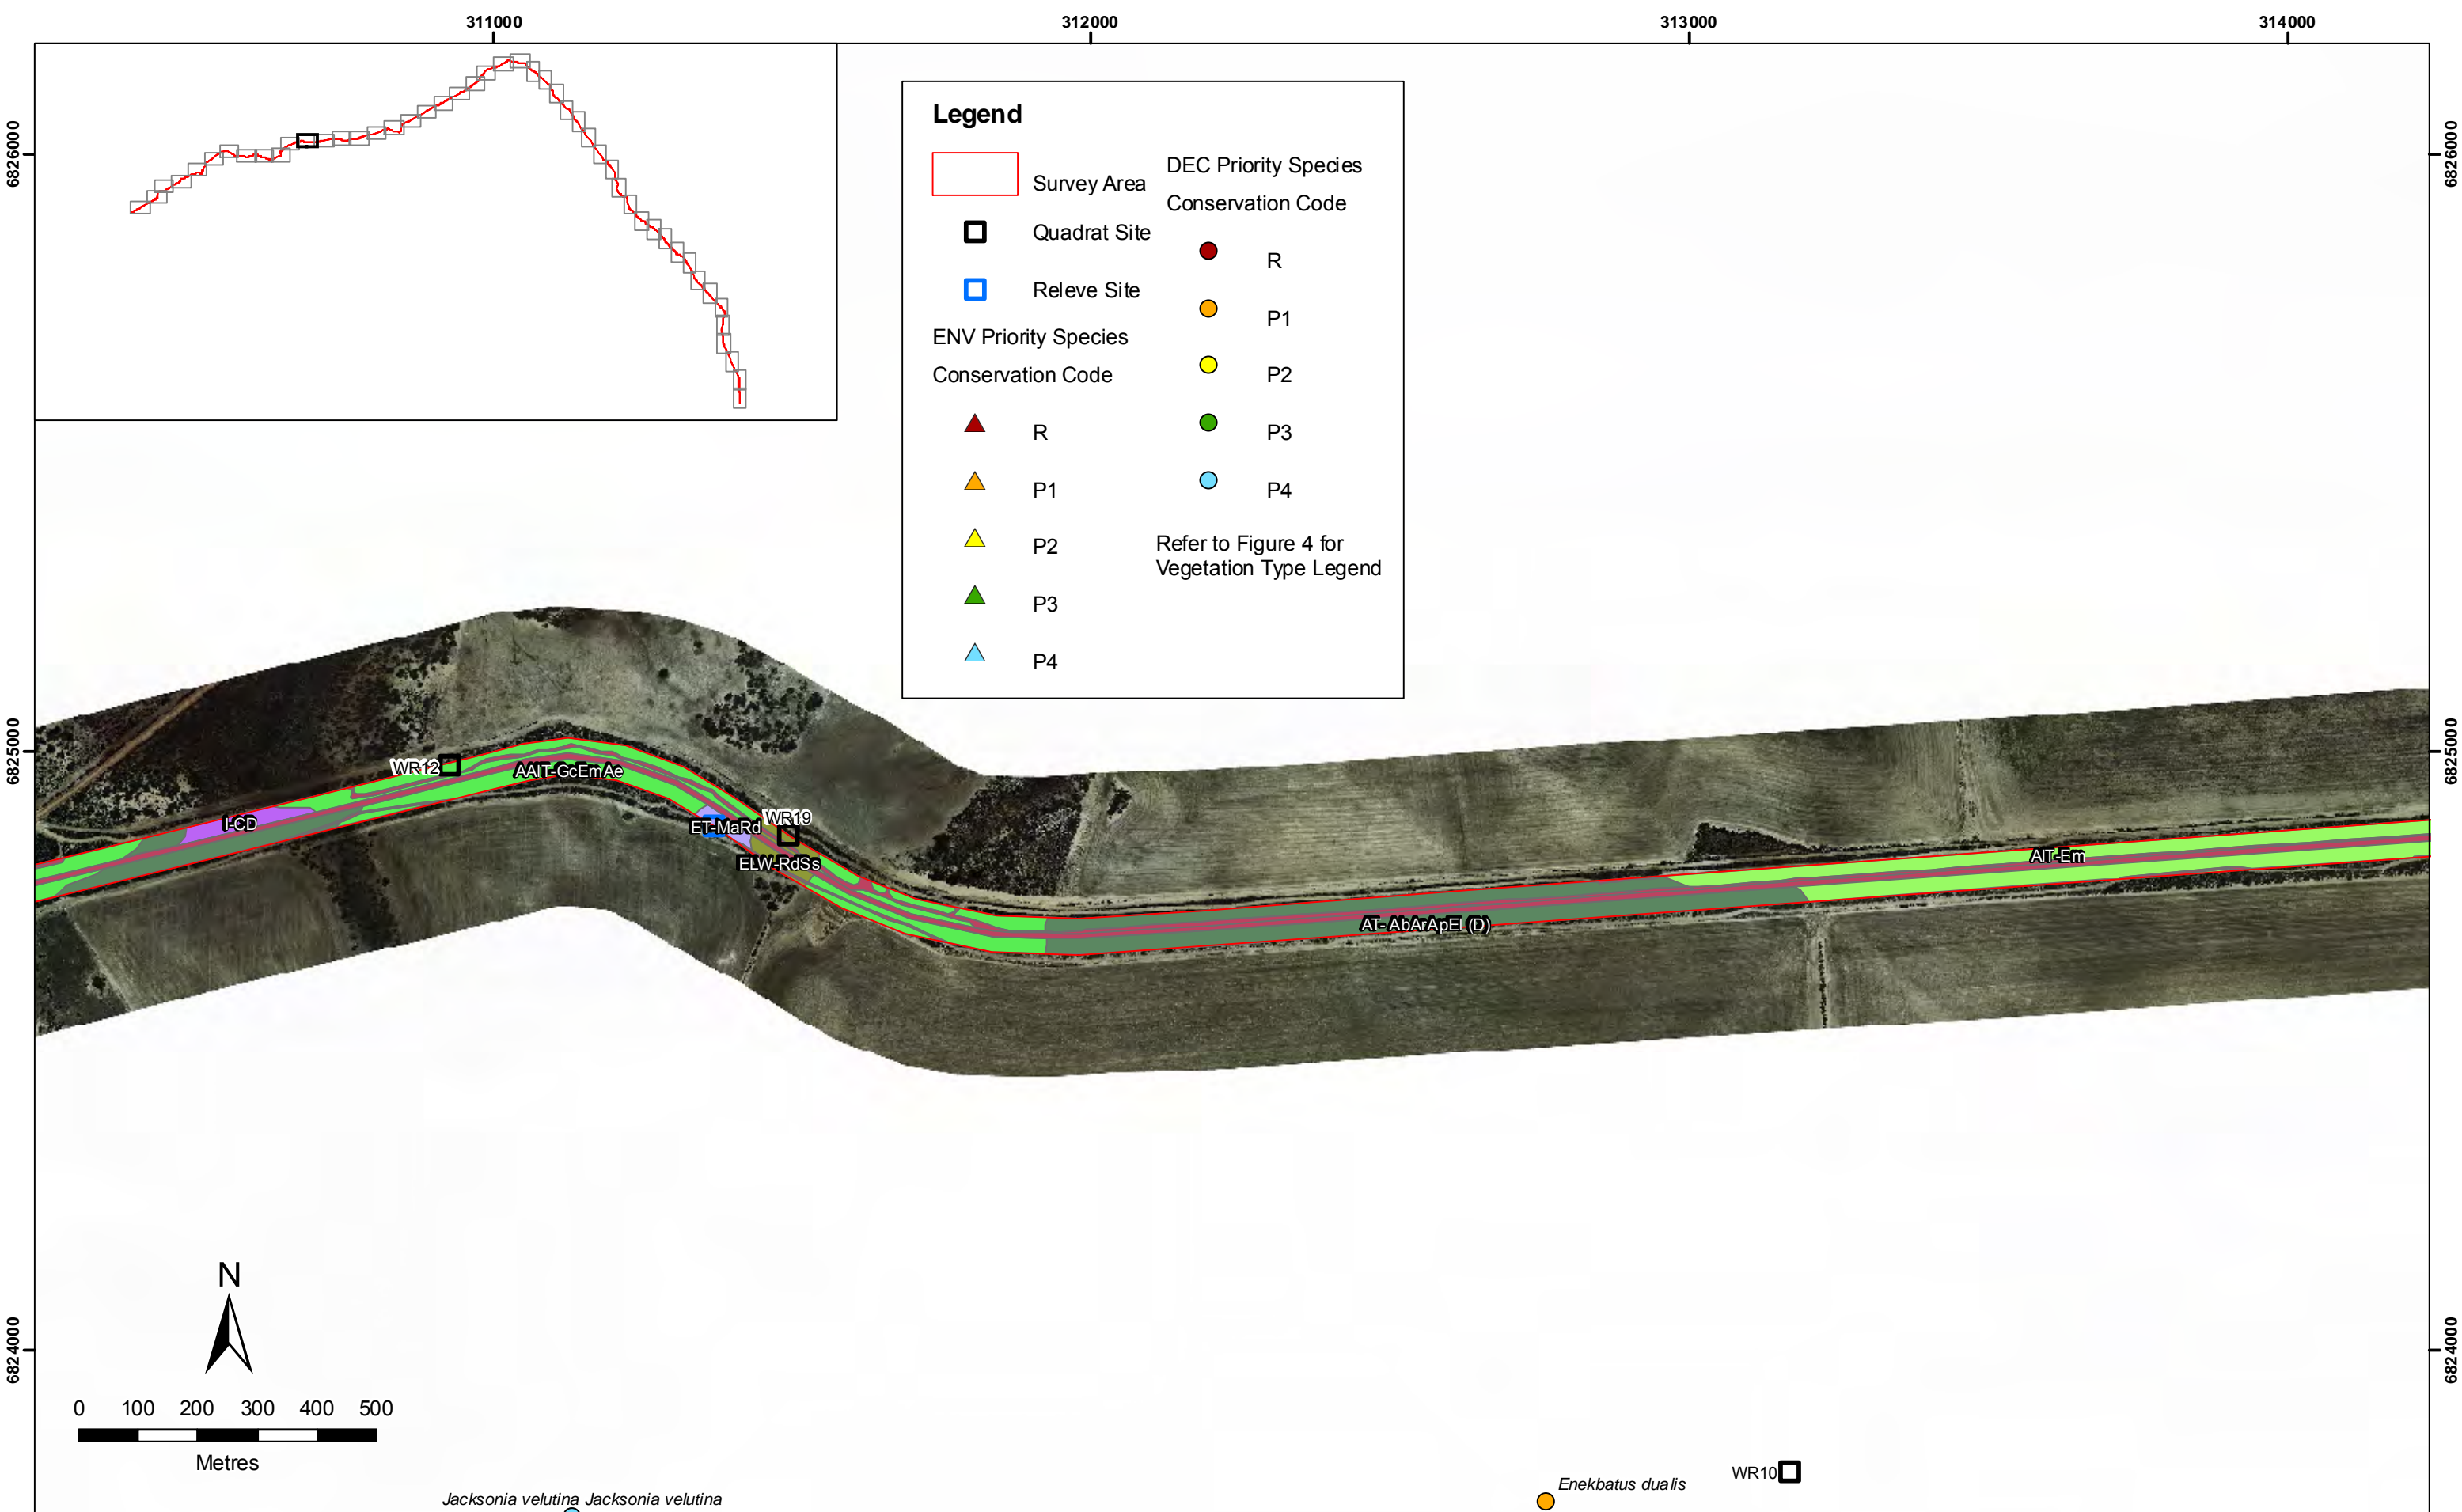 311000
312000
313000
314000
6826000
6826000
Legend
Survey Area
Quadrat Site
Releve Site
ENV Priority Species
Conservation Code
R
P1
P2
P3
P4
DEC Priority Species
Conservation Code
R
P1
P2
P3
P4
Refer to Figure 4 for
Vegetation Type Legend
6825000
6825000
WR12
AAIT-GcEmAe
I-CD
ET-MaRd
WR19
ELW-RdSs
AIT-Em
AT- AbArApEl (D)
N
6824000
6824000
0 100 200 300 400 500
Metres
Jacksonia velutina Jacksonia velutina
Enekbatus dualis
WR10